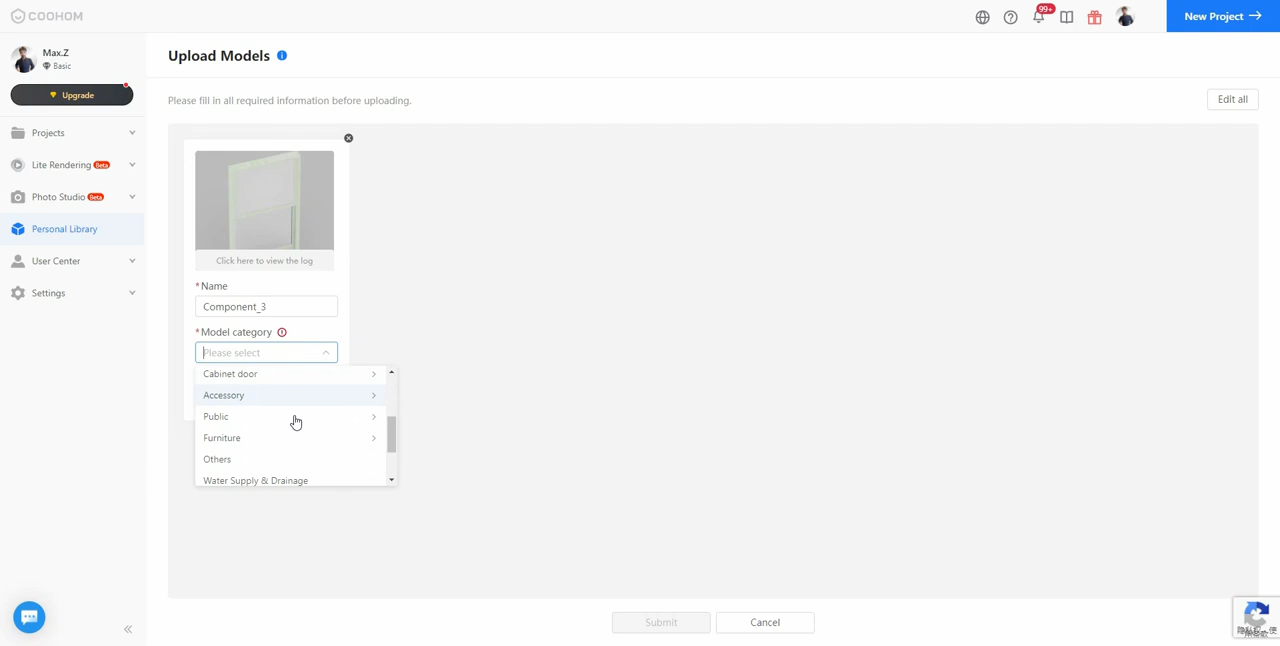 COOHOM
99+
New Project
Max.Z
Basic
Upgrade
Upload Models
Please fill in all required information before uploading.
Edit all
Projects
Lite Rendering Beta
Photo Studio Beta
Personal Library
User Center
Settings
Click here to view the log
* Name
Component_3
* Model category
Please select
Cabinet door
Accessory
Public
Furniture
Others
Water Supply & Drainage
Submit
Cancel